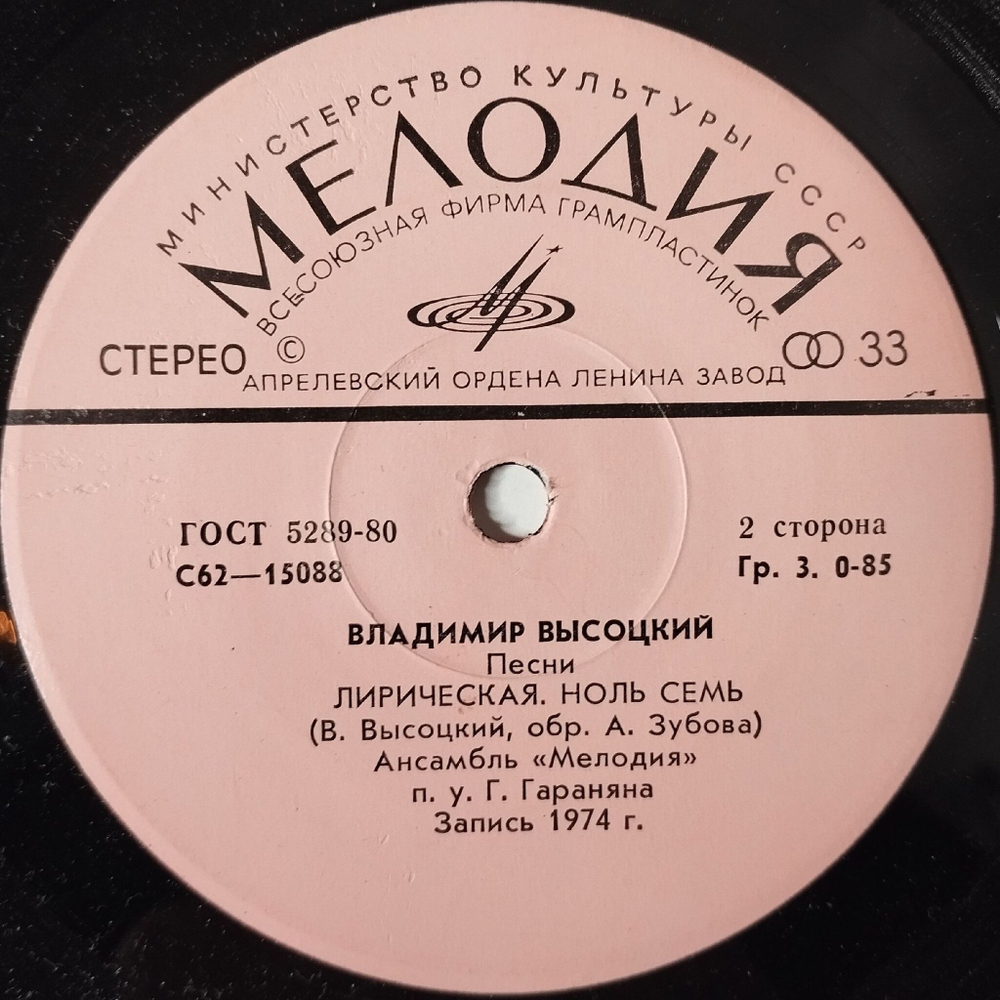 МИНИСТЕРСТВО КУЛЬТУРЫ СССР
МЕЛОДИЯ
ВСЕСОЮЗНАЯ ФИРМА ГРАМПЛАСТИНОК
СТЕРЕО © 33
АПРЕЛЕВСКИЙ ОРДЕНА ЛЕНИНА ЗАВОД
ГОСТ 5289-80 2 сторона
С62—15088 Гр. 3. 0-85
ВЛАДИМИР ВЫСОЦКИЙ
Песни
ЛИРИЧЕСКАЯ. НОЛЬ СЕМЬ
(В. Высоцкий, обр. А. Зубова)
Ансамбль «Мелодия»
п. у. Г. Гараняна
Запись 1974 г.